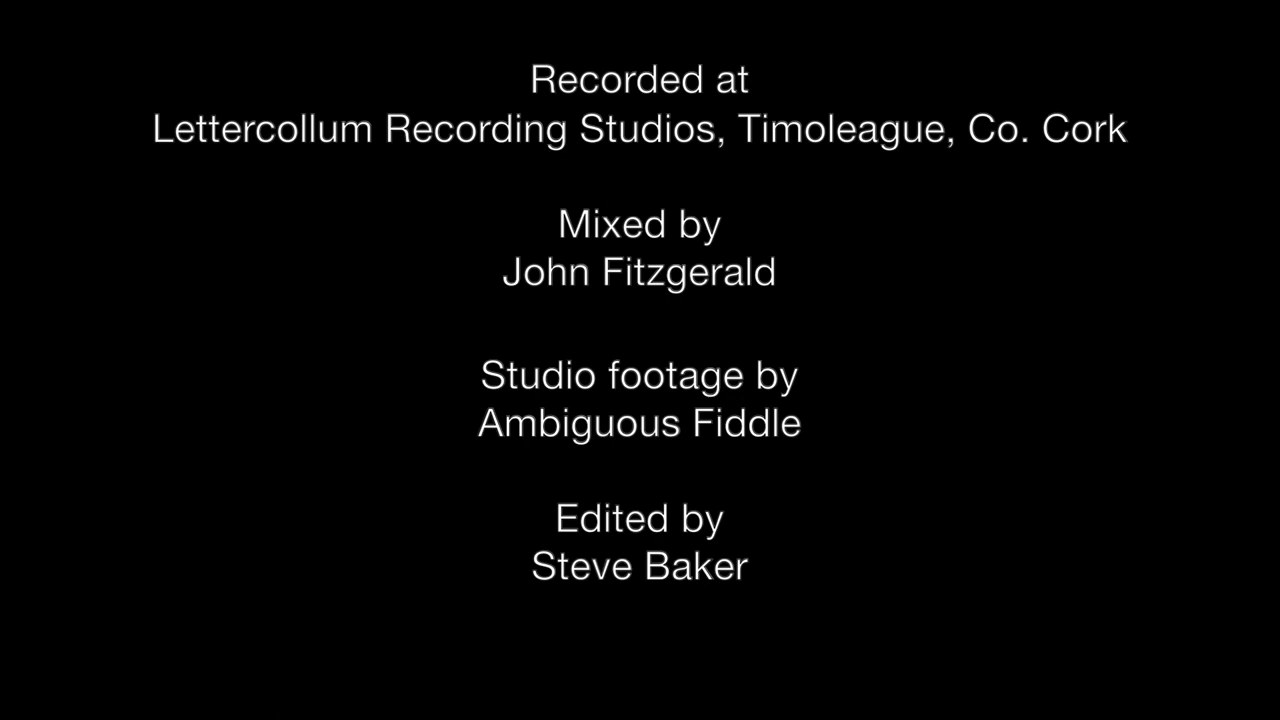 Recorded at
Lettercollum Recording Studios, Timoleague, Co. Cork
Mixed by
John Fitzgerald
Studio footage by
Ambiguous Fiddle
Edited by
Steve Baker